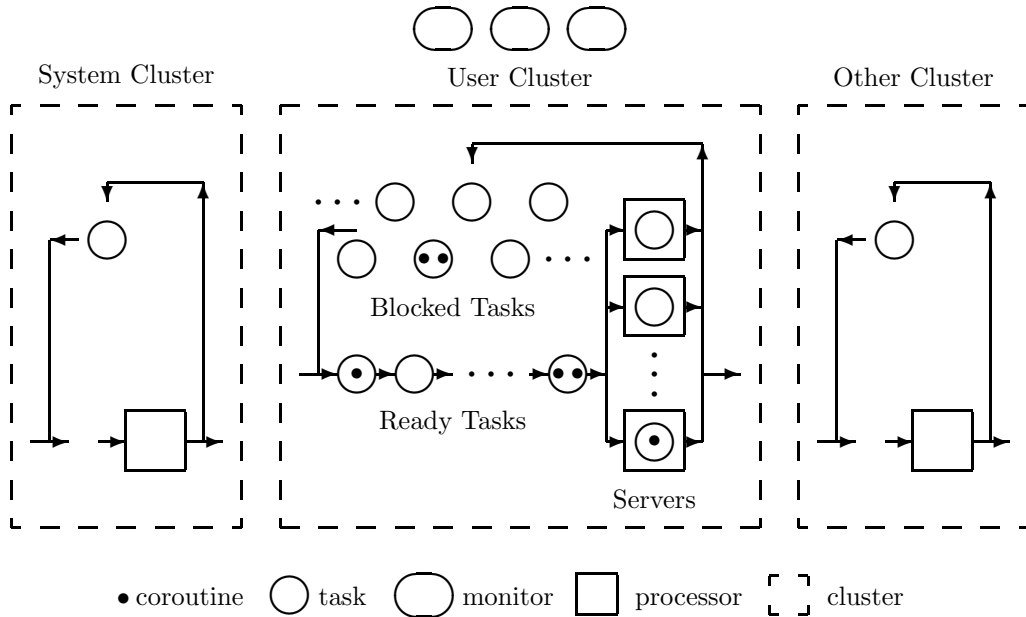 System Cluster
User Cluster
Other Cluster
Blocked Tasks
Ready Tasks
Servers
coroutine
task
monitor
processor
cluster